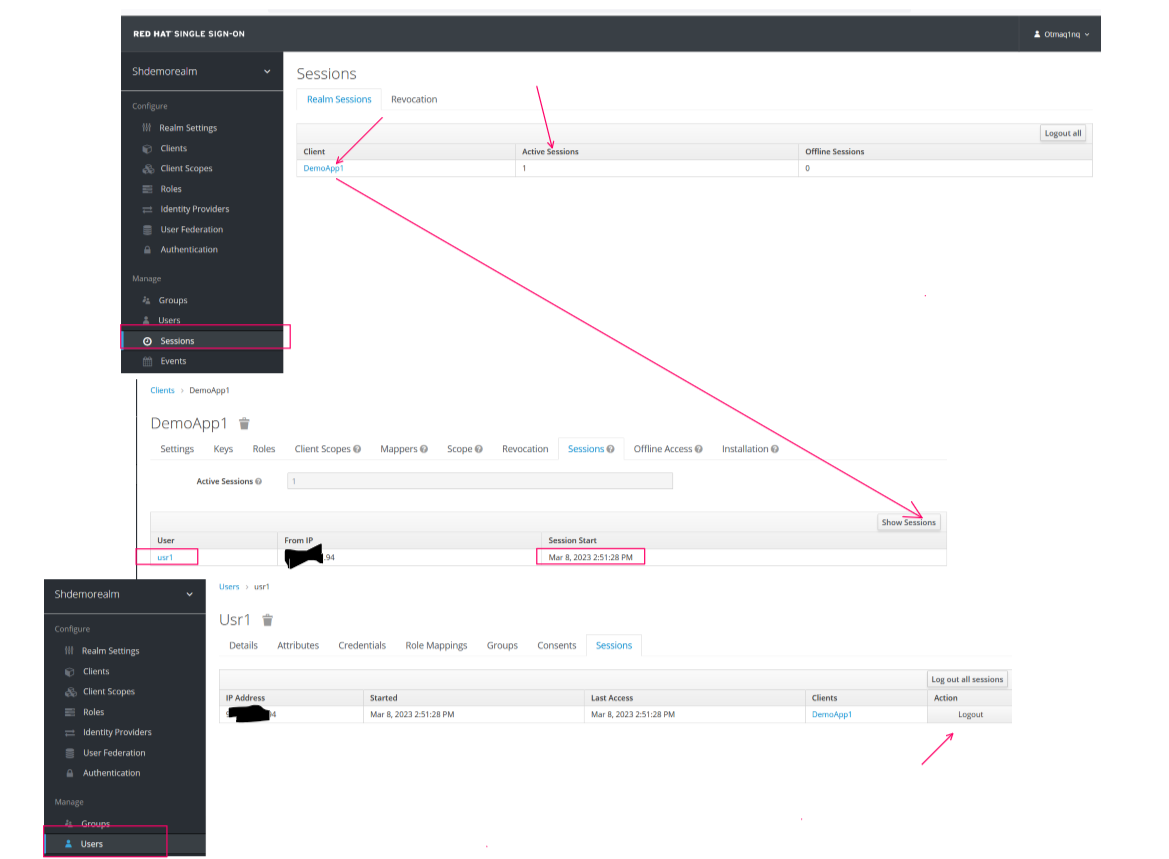 RED HAT SINGLE SIGN-ON
Otmaq1nq
Shdemorealm
Configure
Realm Settings
Clients
Client Scopes
Roles
Identity Providers
User Federation
Authentication
Manage
Groups
Users
Sessions
Events
Sessions
Realm Sessions Revocation
Logout all
Client Active Sessions Offline Sessions
DemoApp1 1 0
Clients › DemoApp1
DemoApp1
Settings Keys Roles Client Scopes Mappers Scope Revocation Sessions Offline Access Installation
Active Sessions 1
Show Sessions
User From IP Session Start
usr1 .94 Mar 8, 2023 2:51:28 PM
Shdemorealm
Configure
Realm Settings
Clients
Client Scopes
Roles
Identity Providers
User Federation
Authentication
Manage
Groups
Users
Users › usr1
Usr1
Details Attributes Credentials Role Mappings Groups Consents Sessions
Log out all sessions
IP Address Started Last Access Clients Action
Mar 8, 2023 2:51:28 PM Mar 8, 2023 2:51:28 PM DemoApp1 Logout